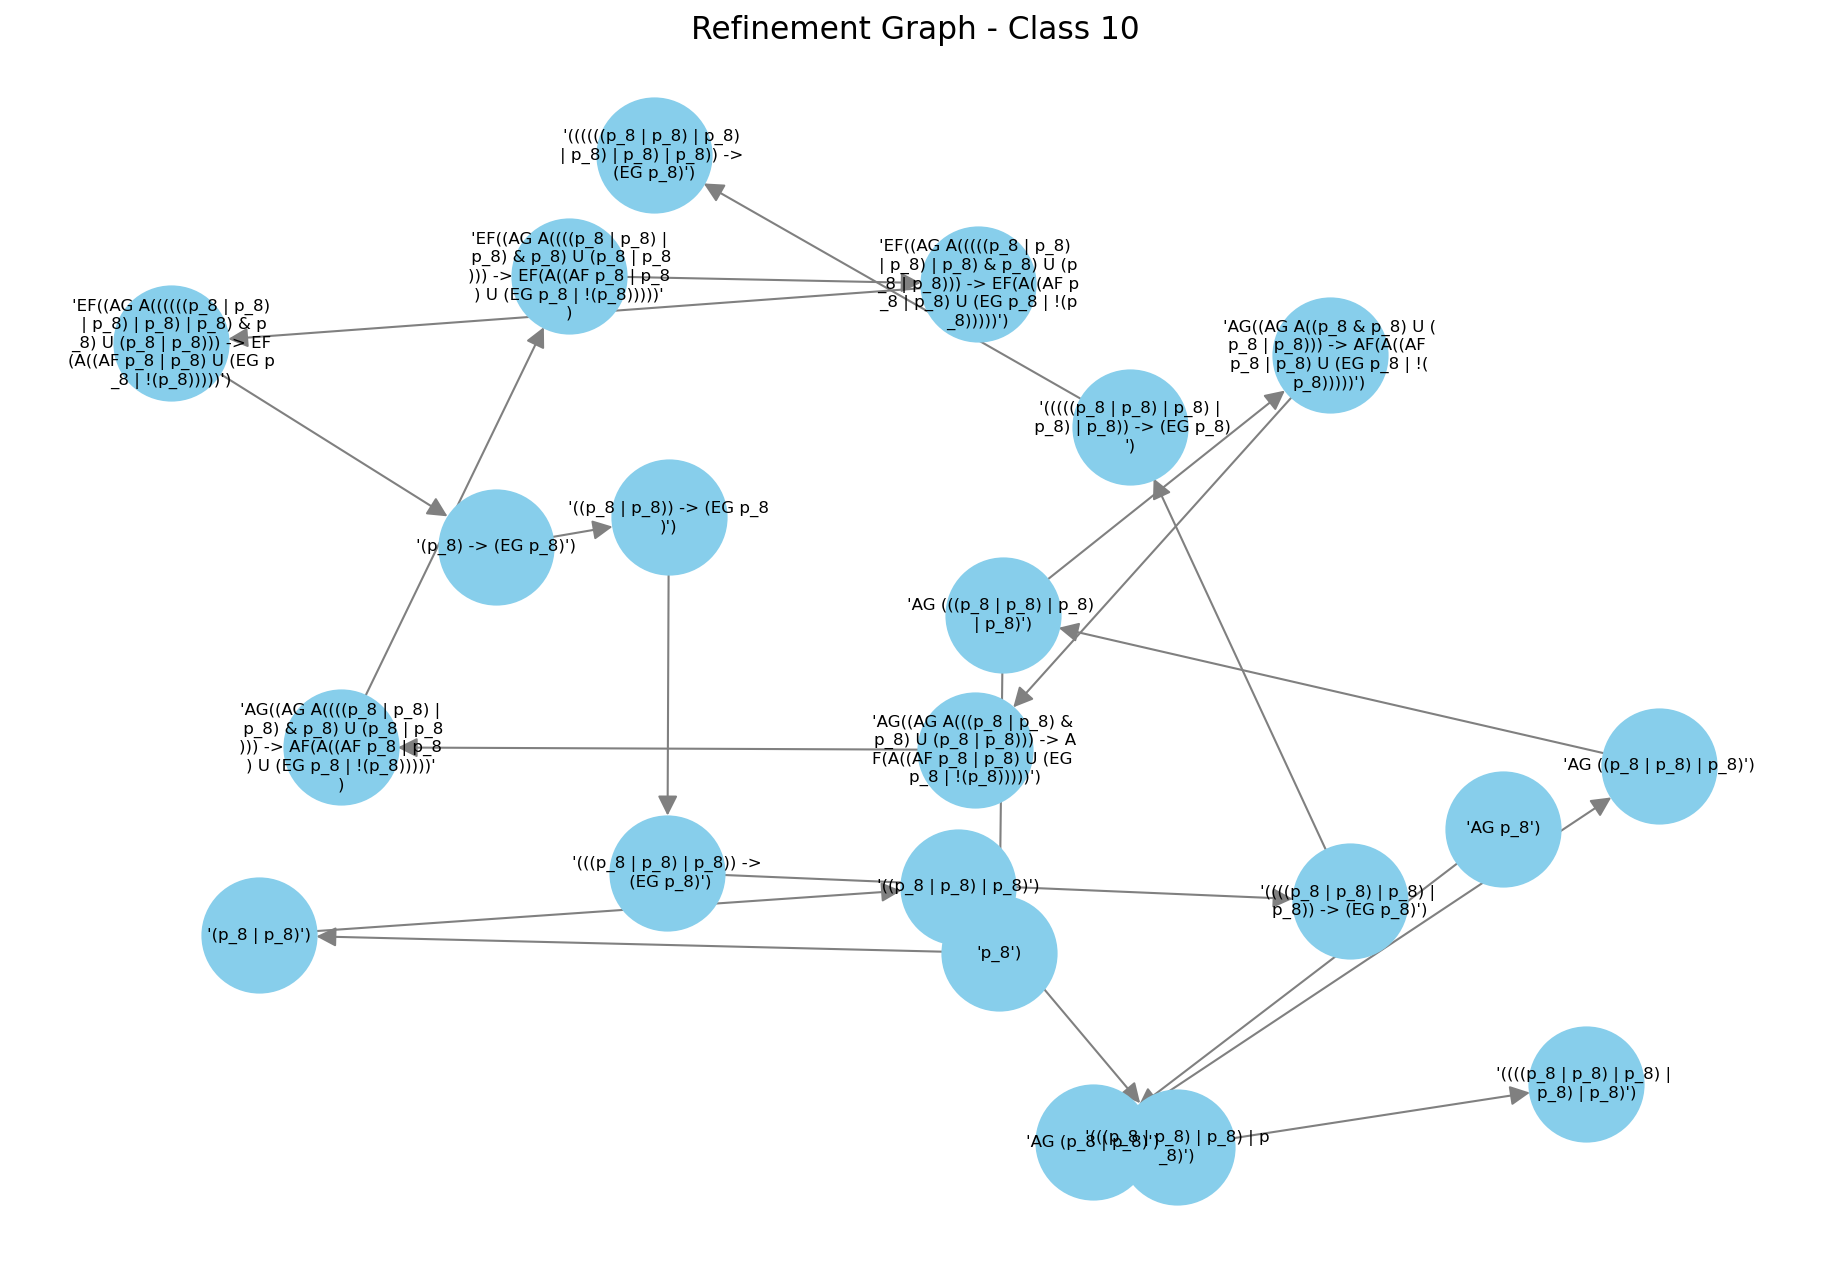 Refinement Graph - Class 10
'((((((p_8 | p_8) | p_8)
| p_8) | p_8) | p_8)) ->
(EG p_8)')
'EF((AG A((((p_8 | p_8) |
p_8) & p_8) U (p_8 | p_8
))) -> EF(A((AF p_8 | p_8
) U (EG p_8 | !(p_8)))))'
)
'EF((AG A(((((p_8 | p_8)
| p_8) | p_8) & p_8) U (p
_8 | p_8))) -> EF(A((AF p
_8 | p_8) U (EG p_8 | !(p
_8)))))')
'EF((AG A((((((p_8 | p_8)
| p_8) | p_8) | p_8) & p
_8) U (p_8 | p_8))) -> EF
(A((AF p_8 | p_8) U (EG p
_8 | !(p_8)))))')
'AG((AG A((p_8 & p_8) U (
p_8 | p_8))) -> AF(A((AF
p_8 | p_8) U (EG p_8 | !(
p_8)))))')
'(((((p_8 | p_8) | p_8) |
p_8) | p_8)) -> (EG p_8)
')
'((p_8 | p_8)) -> (EG p_8
)')
'(p_8) -> (EG p_8)')
'AG (((p_8 | p_8) | p_8)
| p_8)')
'AG((AG A((((p_8 | p_8) |
p_8) & p_8) U (p_8 | p_8
))) -> AF(A((AF p_8 | p_8
) U (EG p_8 | !(p_8)))))'
)
'AG((AG A(((p_8 | p_8) &
p_8) U (p_8 | p_8))) -> A
F(A((AF p_8 | p_8) U (EG
p_8 | !(p_8)))))')
'AG ((p_8 | p_8) | p_8)')
'AG p_8')
'(((p_8 | p_8) | p_8)) ->
(EG p_8)')
'((p_8 | p_8) | p_8)')
'((((p_8 | p_8) | p_8) |
p_8)) -> (EG p_8)')
'(p_8 | p_8)')
'p_8')
'((((p_8 | p_8) | p_8) |
p_8) | p_8)')
'AG (p_8 | p_8)')
'(((p_8 | p_8) | p_8) | p
_8)')